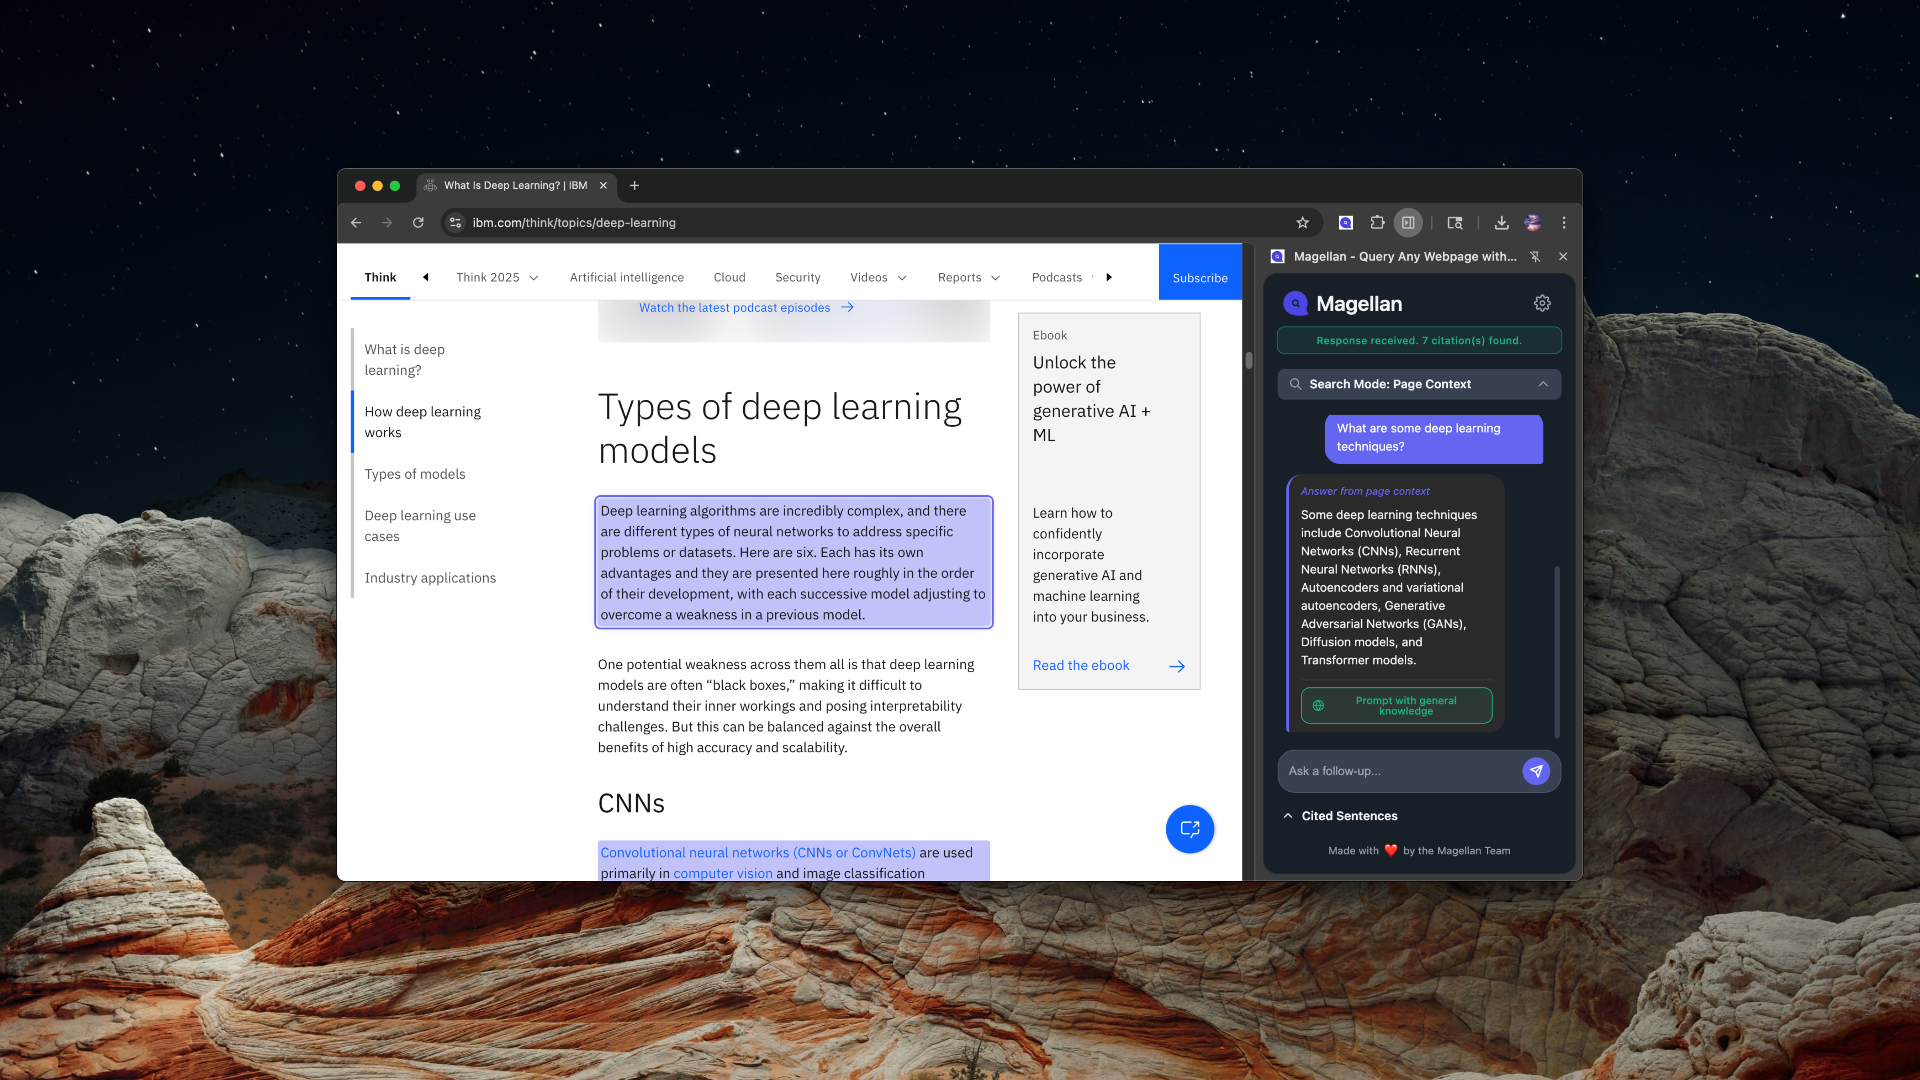 What Is Deep Learning? | IBM
ibm.com/think/topics/deep-learning
Think
Think 2025
Artificial intelligence
Cloud
Security
Videos
Reports
Podcasts
Subscribe
What is deep
learning?
How deep learning
works
Types of models
Deep learning use
cases
Industry applications
Watch the latest podcast episodes
Types of deep learning
models
Deep learning algorithms are incredibly complex, and there
are different types of neural networks to address specific
problems or datasets. Here are six. Each has its own
advantages and they are presented here roughly in the order
of their development, with each successive model adjusting to
overcome a weakness in a previous model.
One potential weakness across them all is that deep learning
models are often “black boxes,” making it difficult to
understand their inner workings and posing interpretability
challenges. But this can be balanced against the overall
benefits of high accuracy and scalability.
CNNs
Convolutional neural networks (CNNs or ConvNets) are used
primarily in computer vision and image classification
Ebook
Unlock the
power of
generative AI +
ML
Learn how to
confidently
incorporate
generative AI and
machine learning
into your business.
Read the ebook
Magellan - Query Any Webpage with...
Magellan
Response received. 7 citation(s) found.
Search Mode: Page Context
What are some deep learning
techniques?
Answer from page context
Some deep learning techniques
include Convolutional Neural
Networks (CNNs), Recurrent
Neural Networks (RNNs),
Autoencoders and variational
autoencoders, Generative
Adversarial Networks (GANs),
Diffusion models, and
Transformer models.
Prompt with general
knowledge
Ask a follow-up...
Cited Sentences
Made with ❤️ by the Magellan Team